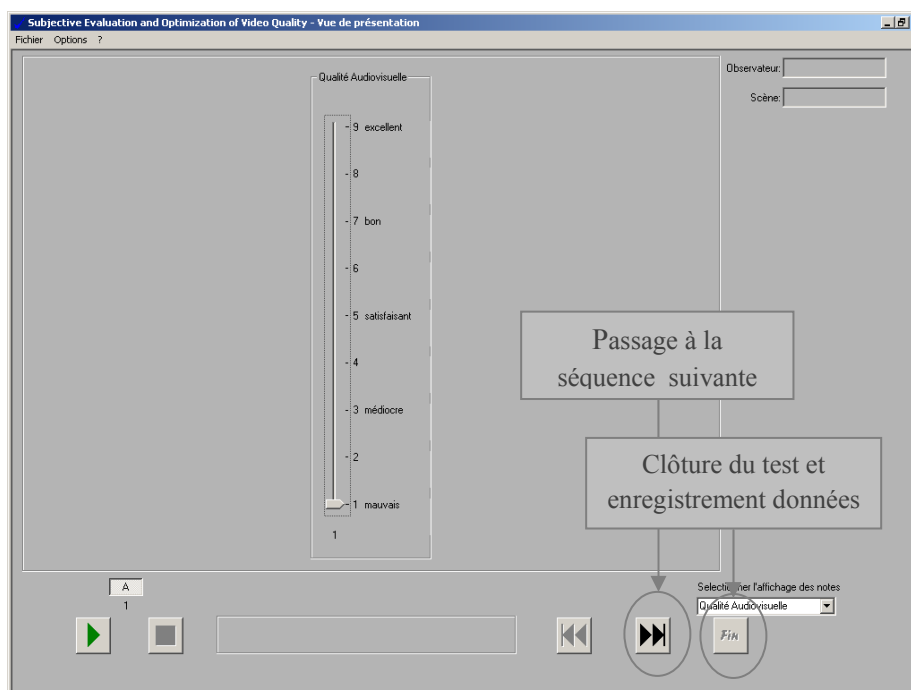 Subjective Evaluation and Optimization of Video Quality - Vue de présentation
Fichier Options ?
Observateur:
Scène:
Qualité Audiovisuelle
9 excellent
8
7 bon
6
5 satisfaisant
4
3 médiocre
2
1 mauvais
1
Passage à la
séquence suivante
Clôture du test et
enregistrement données
A
1
Selectionner l'affichage des notes
Qualité Audiovisuelle
Fin